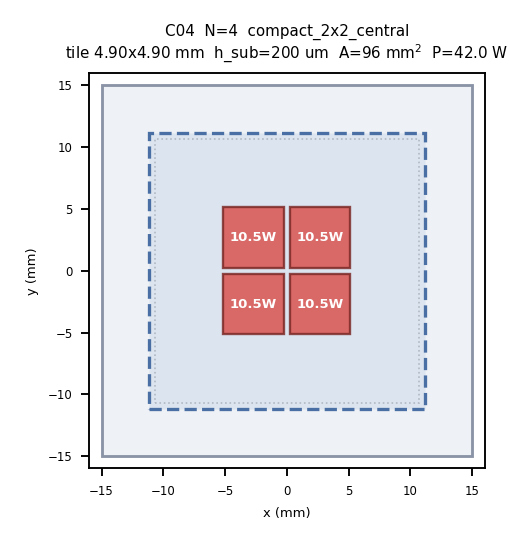 C04 N=4 compact_2x2_central
tile 4.90x4.90 mm h_sub=200 um A=96 mm² P=42.0 W
15
10
5
0
−5
−10
−15
y (mm)
10.5W 10.5W
10.5W 10.5W
−15 −10 −5 0 5 10 15
x (mm)